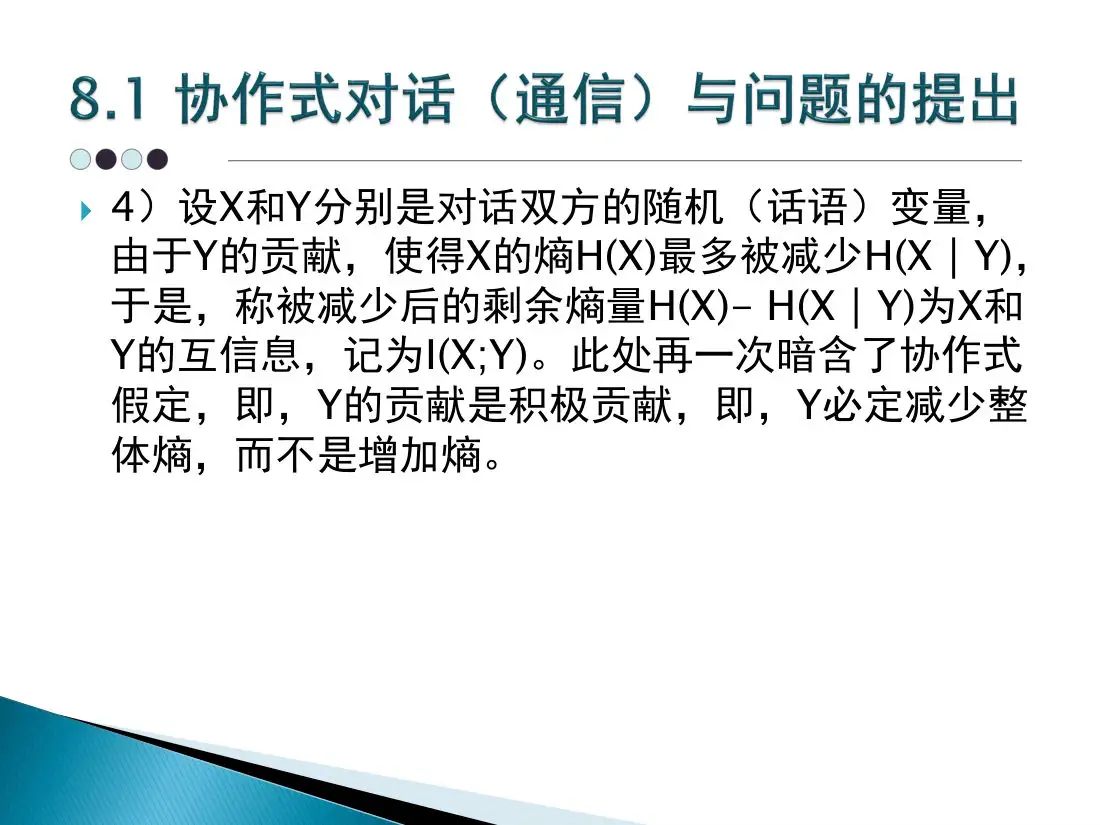 8.1 协作式对话（通信）与问题的提出
4）设X和Y分别是对话双方的随机（话语）变量，
由于Y的贡献，使得X的熵H(X)最多被减少H(X | Y)，
于是，称被减少后的剩余熵量H(X)- H(X | Y)为X和
Y的互信息，记为I(X;Y)。此处再一次暗含了协作式
假定，即，Y的贡献是积极贡献，即，Y必定减少整
体熵，而不是增加熵。